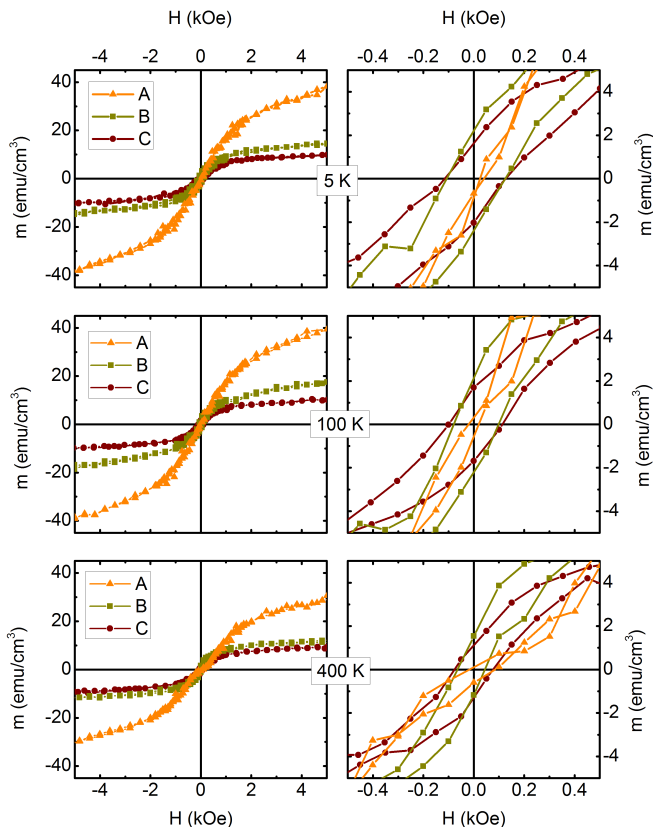 H (kOe) H (kOe)
-4 -2 0 2 4 -0.4 -0.2 0.0 0.2 0.4
40 A 4
20 B 2
C
0 5 K 0
-20 -2
-40 -4
m (emu/cm³) m (emu/cm³)
40 A 4
20 B 2
C
0 100 K 0
-20 -2
-40 -4
m (emu/cm³) m (emu/cm³)
40 A 4
20 B 2
C
0 400 K 0
-20 -2
-40 -4
m (emu/cm³) m (emu/cm³)
-4 -2 0 2 4 -0.4 -0.2 0.0 0.2 0.4
H (kOe) H (kOe)